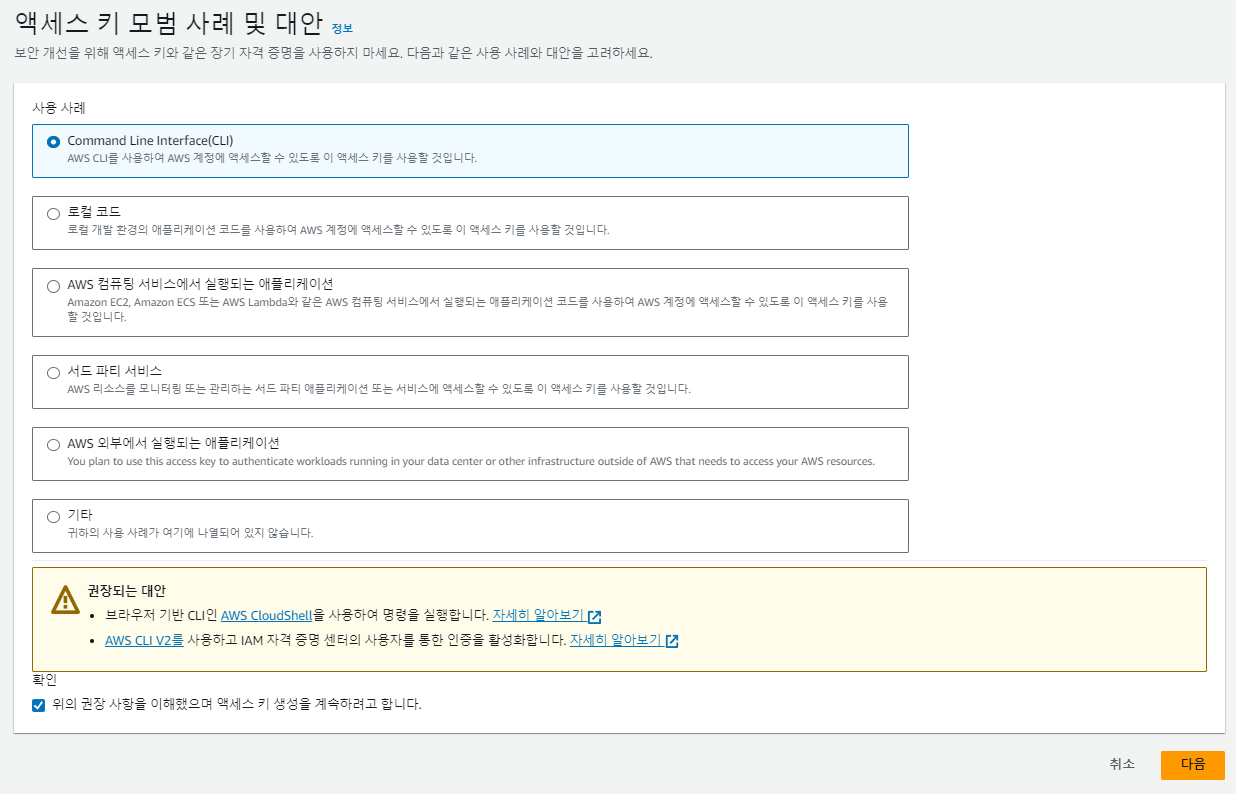 액세스 키 모범 사례 및 대안 정보
보안 개선을 위해 액세스 키와 같은 장기 자격 증명을 사용하지 마세요. 다음과 같은 사용 사례와 대안을 고려하세요.
사용 사례
Command Line Interface(CLI)
AWS CLI를 사용하여 AWS 계정에 액세스할 수 있도록 이 액세스 키를 사용할 것입니다.
로컬 코드
로컬 개발 환경의 애플리케이션 코드를 사용하여 AWS 계정에 액세스할 수 있도록 이 액세스 키를 사용할 것입니다.
AWS 컴퓨팅 서비스에서 실행되는 애플리케이션
Amazon EC2, Amazon ECS 또는 AWS Lambda와 같은 AWS 컴퓨팅 서비스에서 실행되는 애플리케이션 코드를 사용하여 AWS 계정에 액세스할 수 있도록 이 액세스 키를 사용
할 것입니다.
서드 파티 서비스
AWS 리소스를 모니터링 또는 관리하는 서드 파티 애플리케이션 또는 서비스에 액세스할 수 있도록 이 액세스 키를 사용할 것입니다.
AWS 외부에서 실행되는 애플리케이션
You plan to use this access key to authenticate workloads running in your data center or other infrastructure outside of AWS that needs to access your AWS resources.
기타
귀하의 사용 사례가 여기에 나열되어 있지 않습니다.
권장되는 대안
• 브라우저 기반 CLI인 AWS CloudShell을 사용하여 명령을 실행합니다. 자세히 알아보기
• AWS CLI V2를 사용하고 IAM 자격 증명 센터의 사용자를 통한 인증을 활성화합니다. 자세히 알아보기
확인
위의 권장 사항을 이해했으며 액세스 키 생성을 계속하려고 합니다.
취소 다음